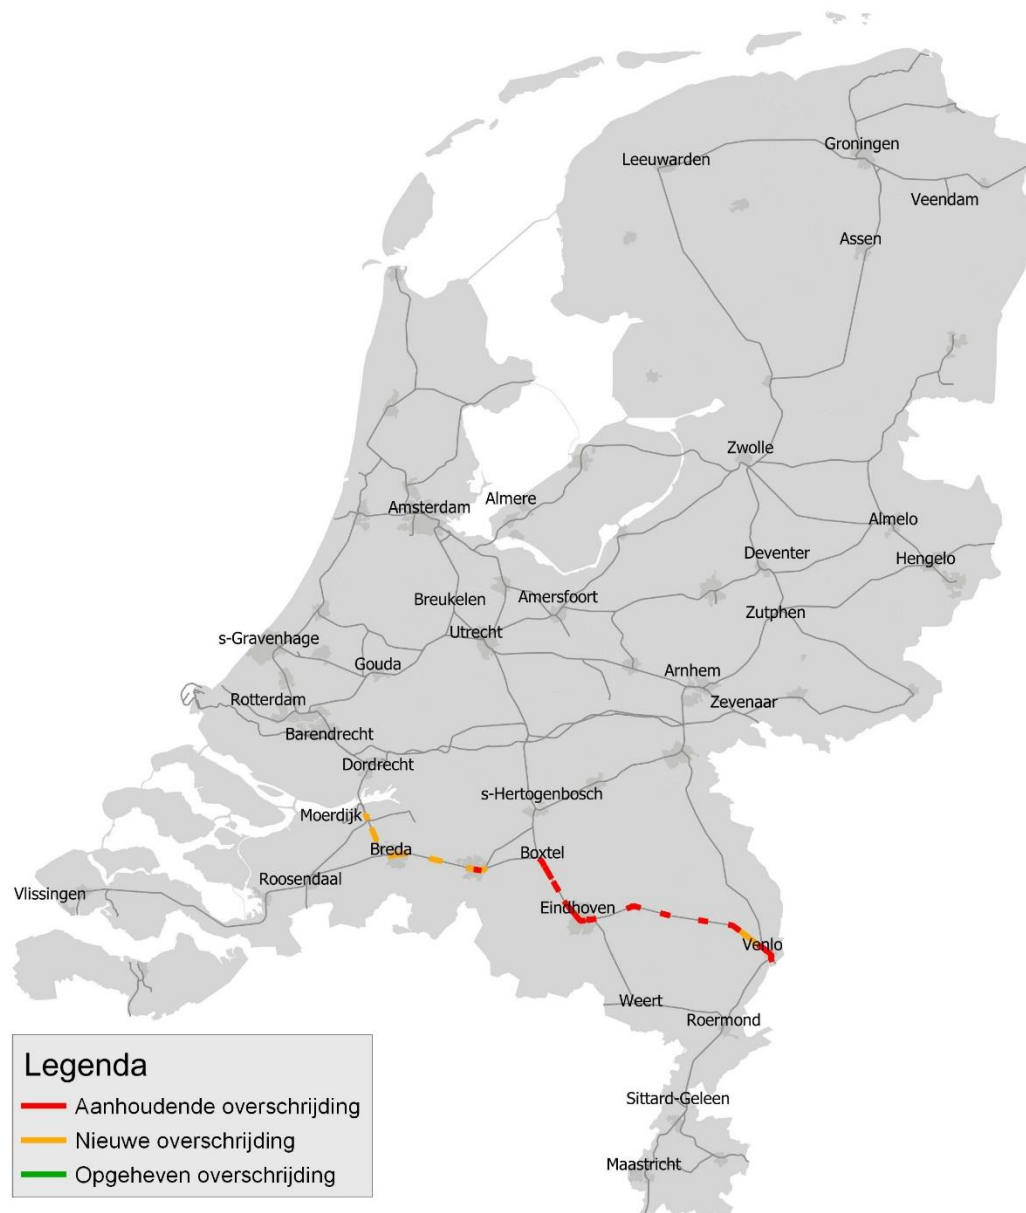 Groningen
Leeuwarden
Veendam
Assen
Zwolle
Almere
Amsterdam
Almelo
Deventer
Hengelo
Breukelen
Amersfoort
Zutphen
s-Gravenhage
Utrecht
Gouda
Arnhem
Rotterdam
Zevenaar
Barendrecht
Dordrecht
s-Hertogenbosch
Moerdijk
Breda
Boxtel
Roosendaal
Vlissingen
Eindhoven
Venlo
Weert
Roermond
Sittard-Geleen
Maastricht
Legenda
Aanhoudende overschrijding
Nieuwe overschrijding
Opgeheven overschrijding